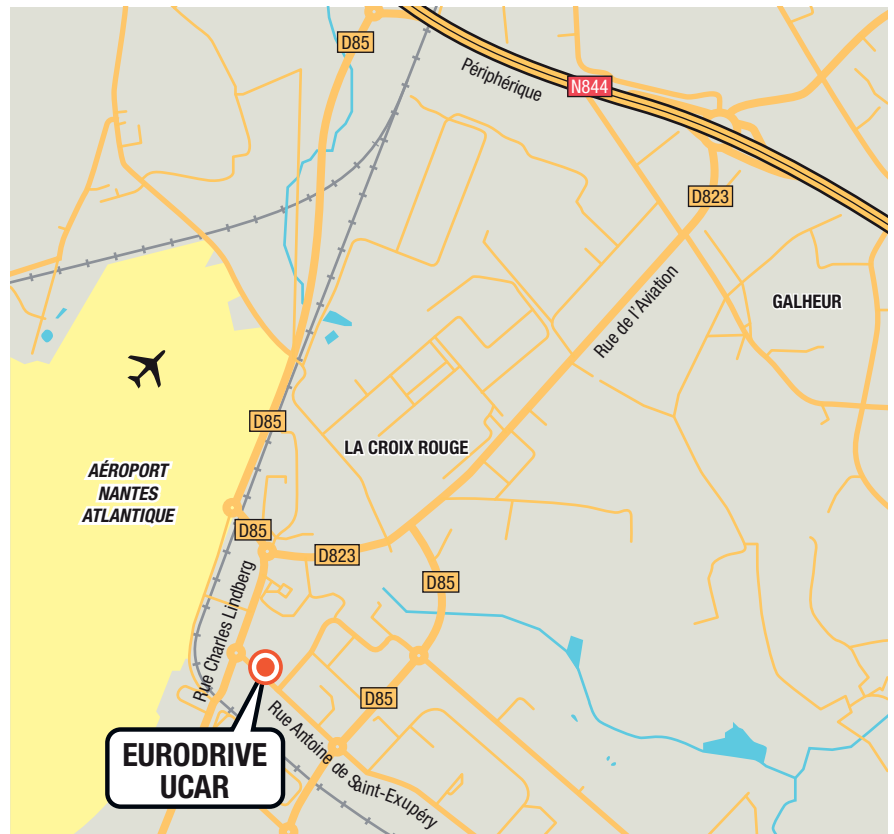 D85
Périphérique
N844
D823
GALHEUR
Rue de l'Aviation
D85
LA CROIX ROUGE
AÉROPORT
NANTES
ATLANTIQUE
D85
D823
D85
Rue Charles Lindberg
D85
Rue Antoine de Saint-Exupéry
EURODRIVE
UCAR